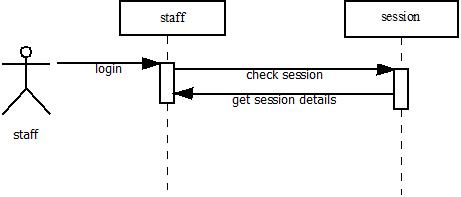 staff
session
login
check session
get session details
staff